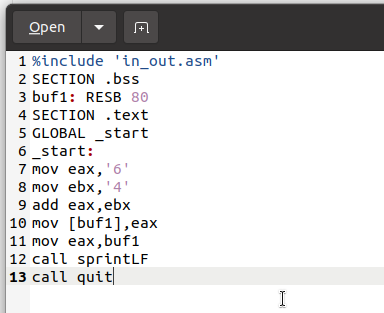 Open
1 %include 'in_out.asm'
2 SECTION .bss
3 buf1: RESB 80
4 SECTION .text
5 GLOBAL _start
6 _start:
7 mov eax,'6'
8 mov ebx,'4'
9 add eax,ebx
10 mov [buf1],eax
11 mov eax,buf1
12 call sprintLF
13 call quit